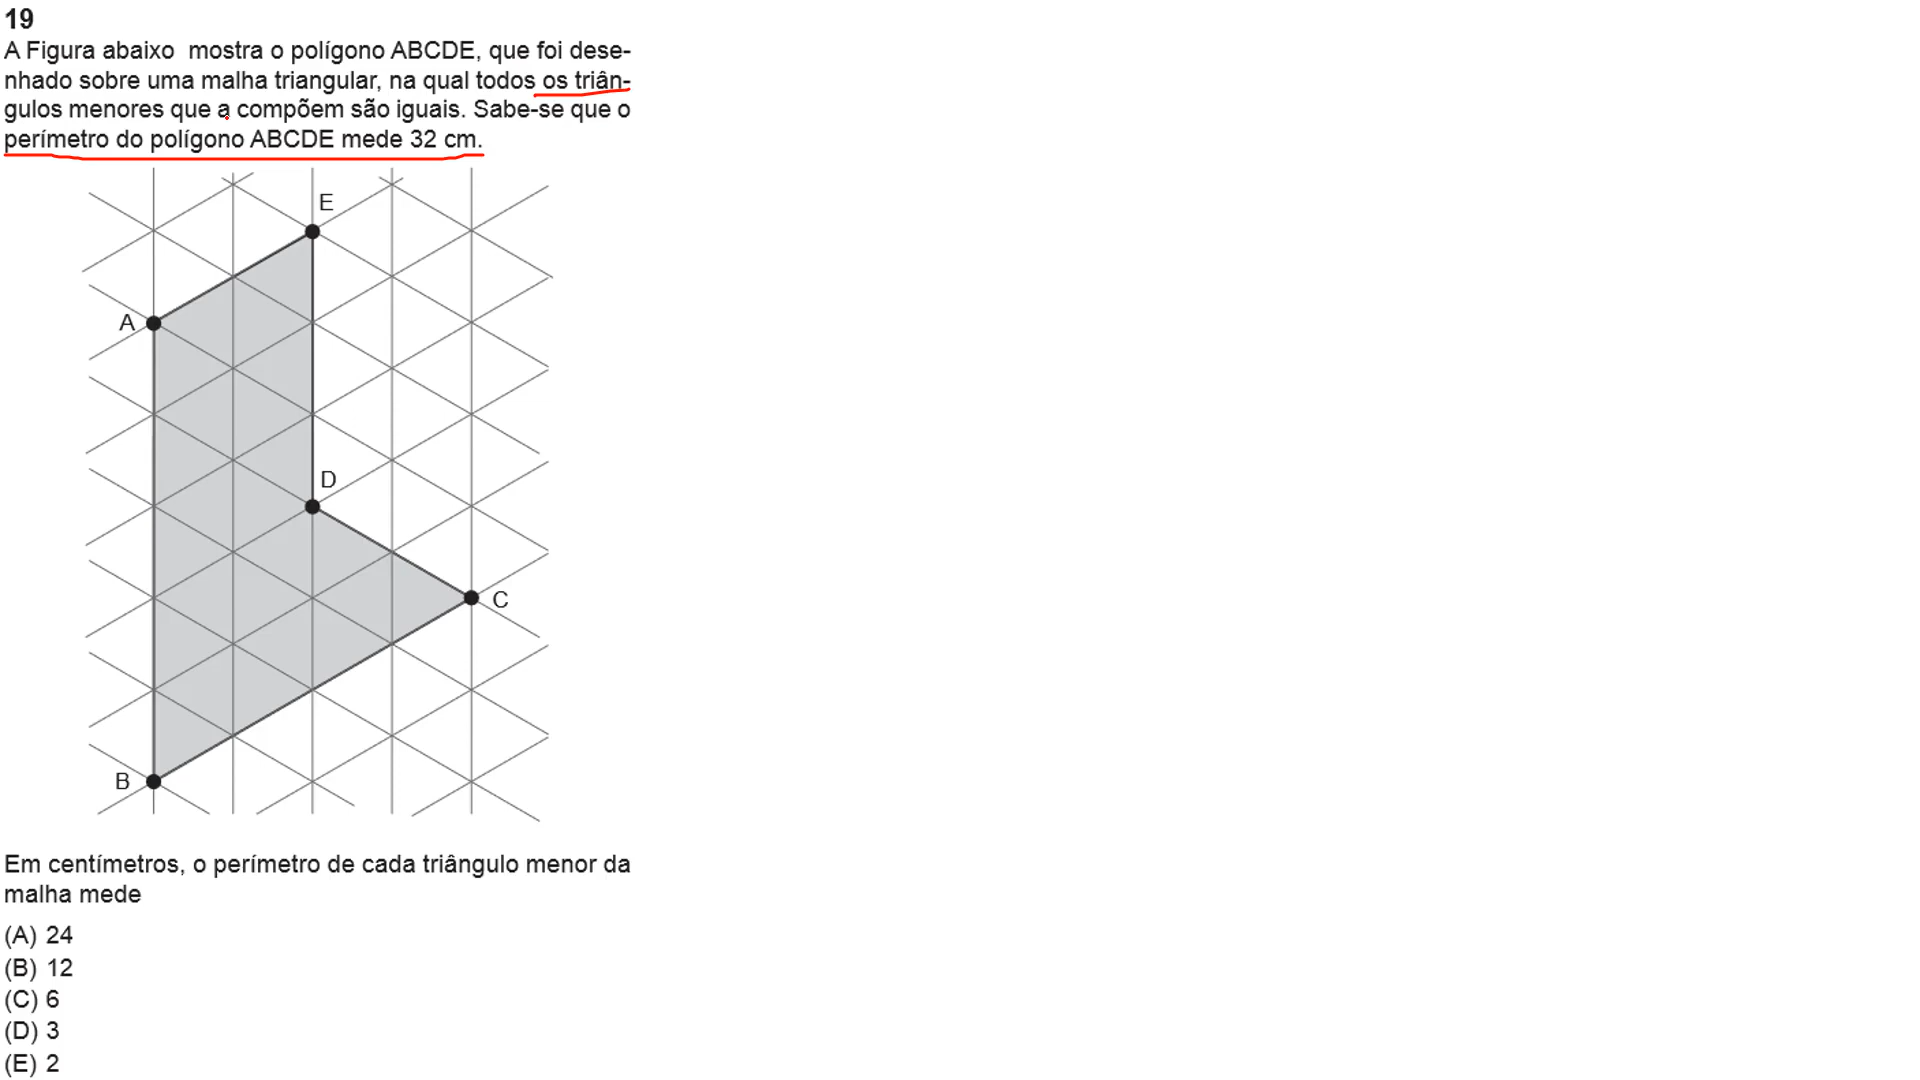 19
A Figura abaixo  mostra o polígono ABCDE, que foi dese-
nhado sobre uma malha triangular, na qual todos os triân-
gulos menores que a compõem são iguais. Sabe-se que o
perímetro do polígono ABCDE mede 32 cm.
E
A
D
C
B
Em centímetros, o perímetro de cada triângulo menor da
malha mede
(A) 24
(B) 12
(C) 6
(D) 3
(E) 2